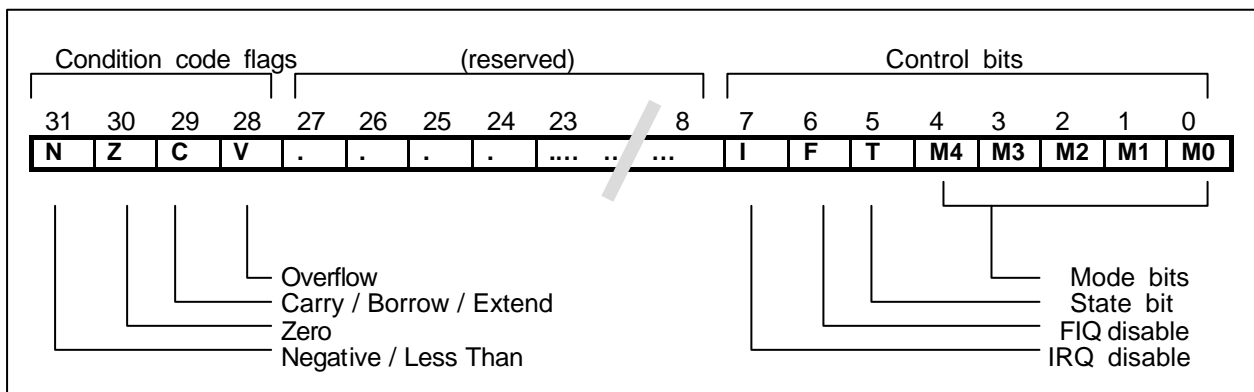 Condition code flags (reserved) Control bits
31 30 29 28 27 26 25 24 23 8 7 6 5 4 3 2 1 0
N Z C V . . . . .... .. ... I F T M4 M3 M2 M1 M0
Overflow Mode bits
Carry / Borrow / Extend State bit
Zero FIQ disable
Negative / Less Than IRQ disable